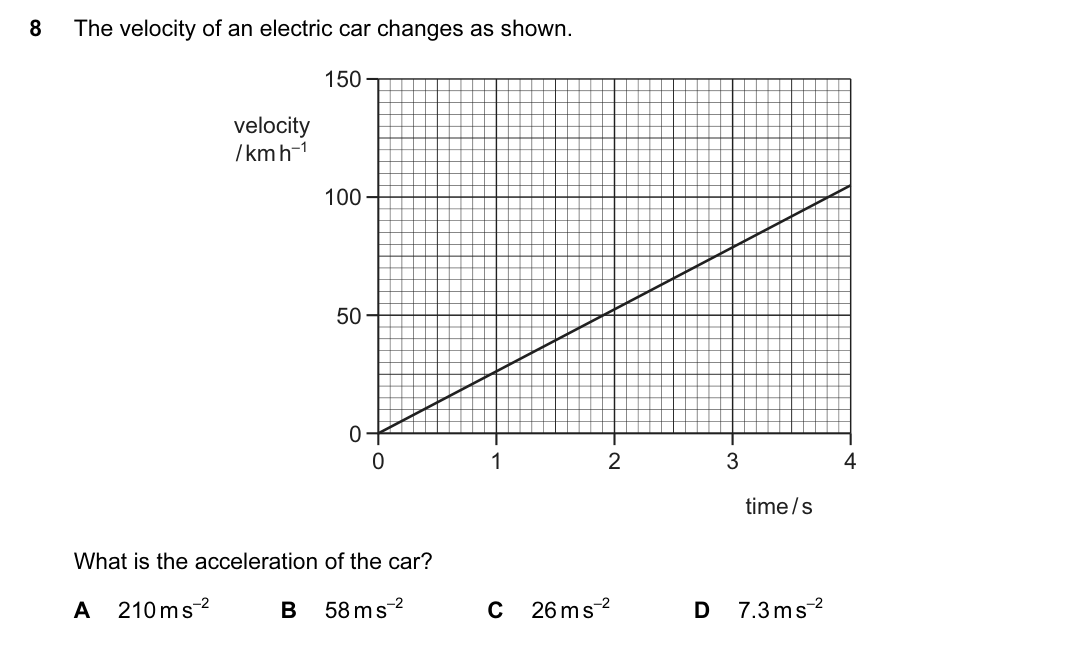 8 The velocity of an electric car changes as shown.
150
velocity
/ km h⁻¹
100
50
0
0 1 2 3 4
time / s
What is the acceleration of the car?
A 210 m s⁻² B 58 m s⁻² C 26 m s⁻² D 7.3 m s⁻²